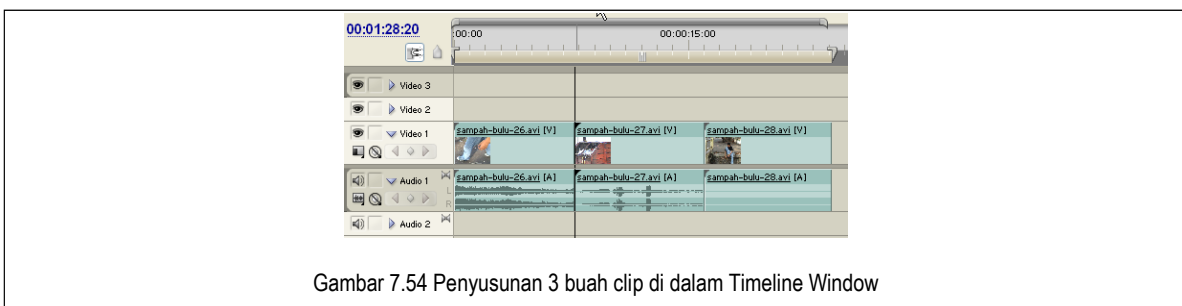 00:01:28:20
:00:00 00:00:15:00
Video 3
Video 2
Video 1 sampah-bulu-26.avi [V] sampah-bulu-27.avi [V] sampah-bulu-28.avi [V]
Audio 1 sampah-bulu-26.avi [A] sampah-bulu-27.avi [A] sampah-bulu-28.avi [A]
L
R
Audio 2
Gambar 7.54 Penyusunan 3 buah clip di dalam Timeline Window